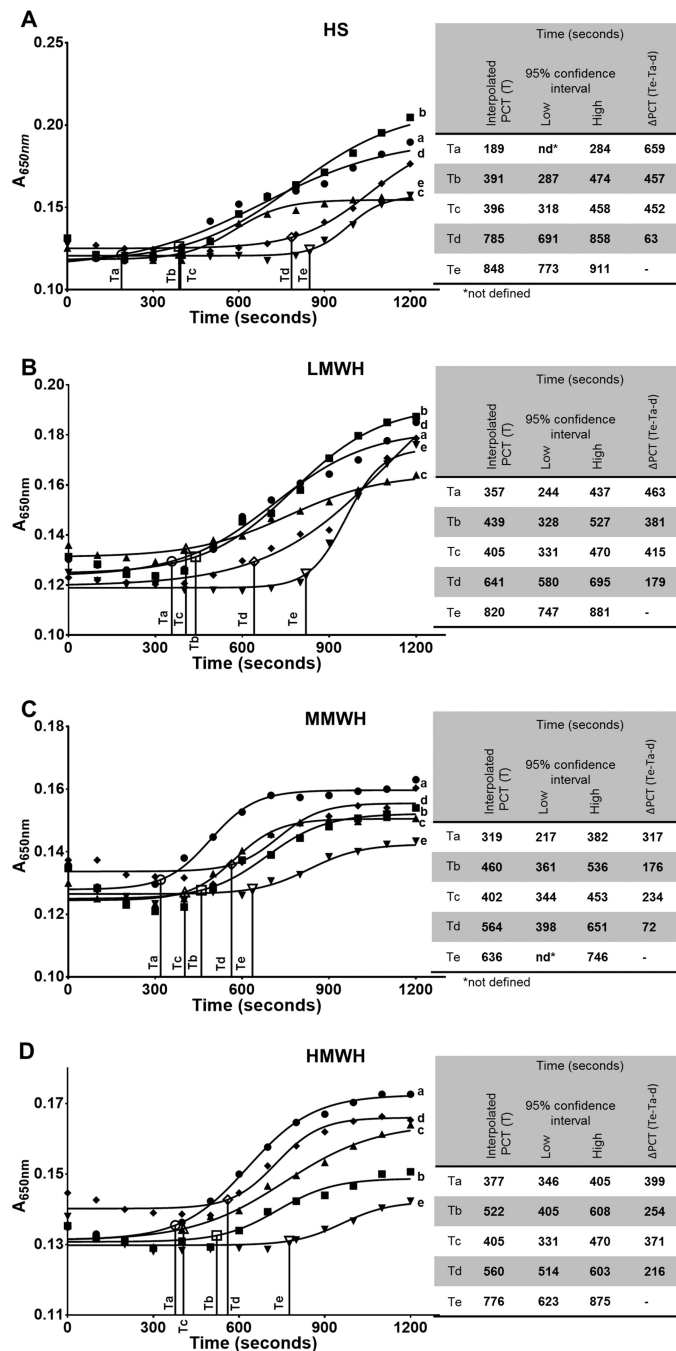 A
HS
0.25
0.20
0.15
0.10
A650nm
0 300 600 900 1200
Time (seconds)
b
a
d
e
c
Ta Tb Tc Td Te
Time (seconds)
Interpolated PCT (T)
95% confidence interval
Low High
ΔPCT (Te-Ta-d)
Ta 189 nd* 284 659
Tb 391 287 474 457
Tc 396 318 458 452
Td 785 691 858 63
Te 848 773 911 -
*not defined
B
LMWH
0.20
0.18
0.16
0.14
0.12
0.10
A650nm
0 300 600 900 1200
Time (seconds)
b
d
a
e
c
Ta Tc Tb Td Te
Time (seconds)
Interpolated PCT (T)
95% confidence interval
Low High
ΔPCT (Te-Ta-d)
Ta 357 244 437 463
Tb 439 328 527 381
Tc 405 331 470 415
Td 641 580 695 179
Te 820 747 881 -
C
MMWH
0.18
0.16
0.14
0.12
0.10
A650nm
0 300 600 900 1200
Time (seconds)
a
d
b
c
e
Ta Tc Tb Td Te
Time (seconds)
Interpolated PCT (T)
95% confidence interval
Low High
ΔPCT (Te-Ta-d)
Ta 319 217 382 317
Tb 460 361 536 176
Tc 402 344 453 234
Td 564 398 651 72
Te 636 nd* 746 -
*not defined
D
HMWH
0.17
0.15
0.13
0.11
A650nm
0 300 600 900 1200
Time (seconds)
a
d
c
b
e
Ta Tc Tb Td Te
Time (seconds)
Interpolated PCT (T)
95% confidence interval
Low High
ΔPCT (Te-Ta-d)
Ta 377 346 405 399
Tb 522 405 608 254
Tc 405 331 470 371
Td 560 514 603 216
Te 776 623 875 -